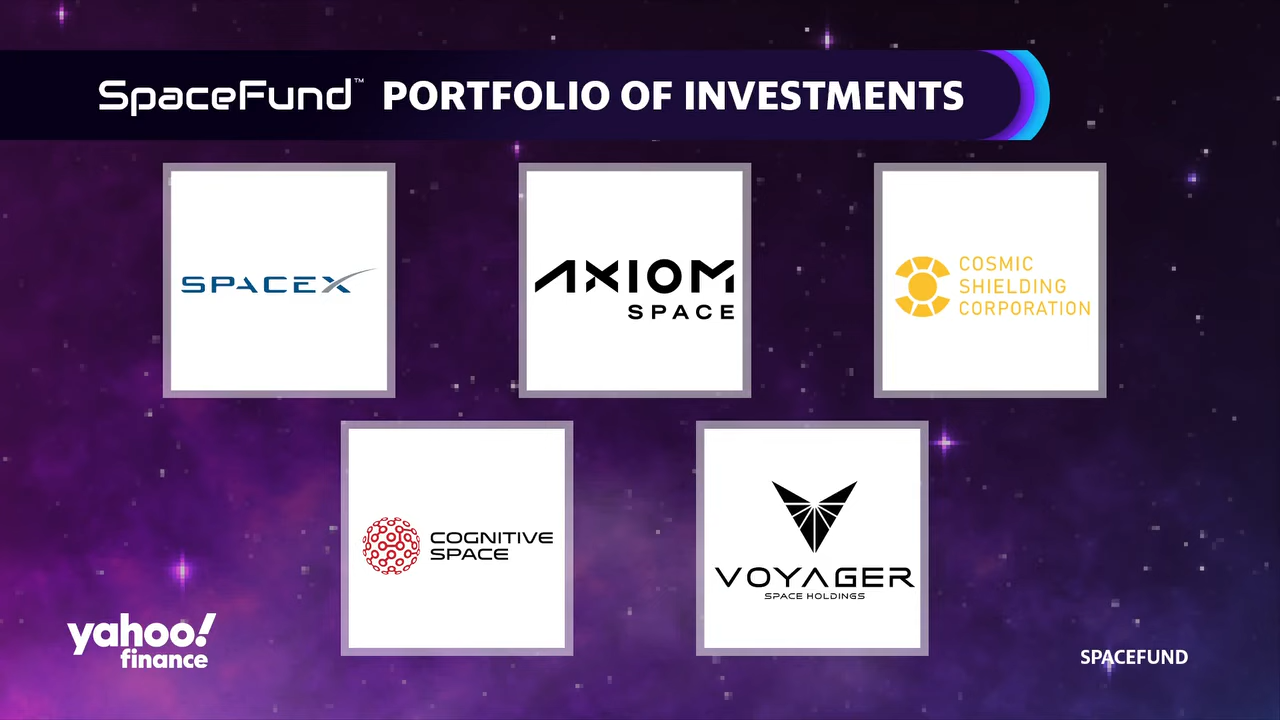 SpaceFund™ PORTFOLIO OF INVESTMENTS
SPACEX
AXIOM
SPACE
COSMIC
SHIELDING
CORPORATION
COGNITIVE
SPACE
VOYAGER
SPACE HOLDINGS
yahoo!
finance
SPACEFUND